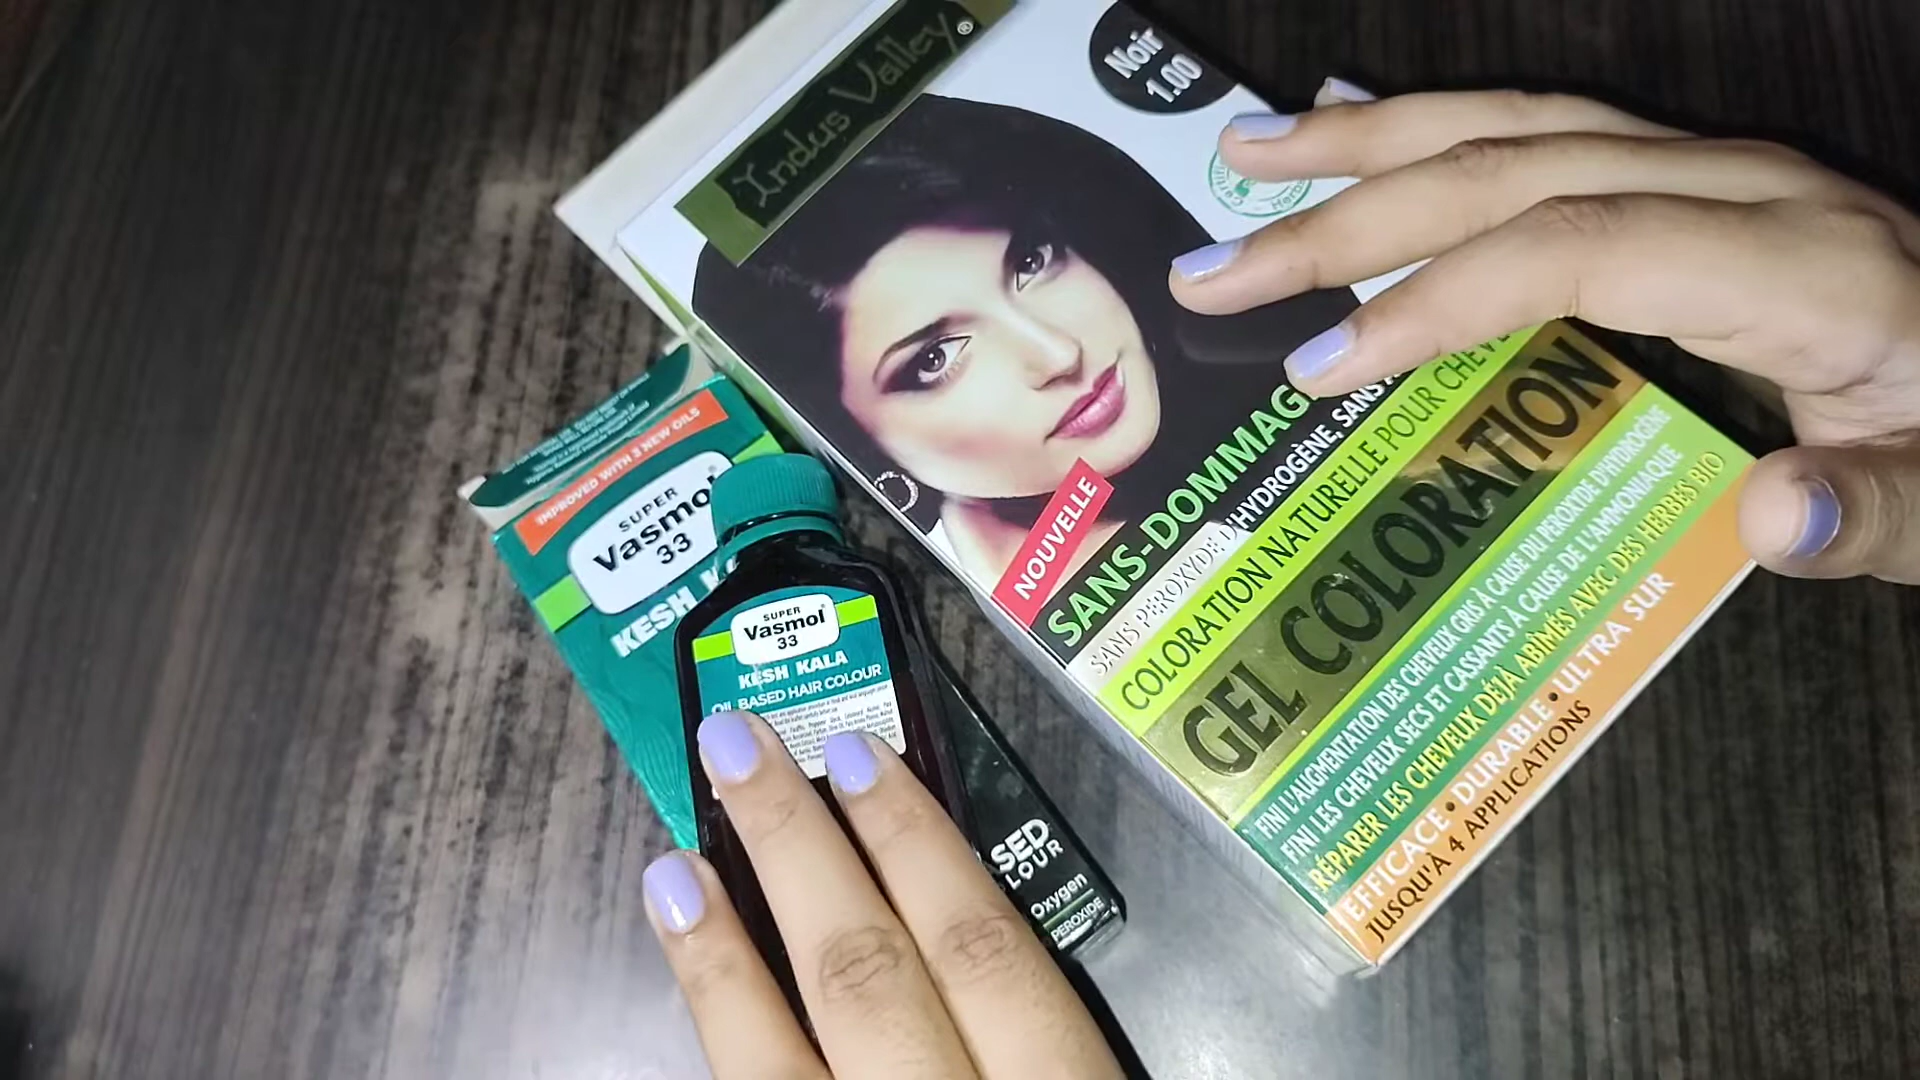 Indus Valley®
Noir
1.00
NOUVELLE
SANS-DOMMAG
SANS PEROXYDE D'HYDROGÈNE, SANS
COLORATION NATURELLE POUR CHEVE
GEL COLORATION
FINI L'AUGMENTATION DES CHEVEUX GRIS À CAUSE DU PEROXYDE D'HYDROGÈNE
FINI LES CHEVEUX SECS ET CASSANTS À CAUSE DE L'AMMONIAQUE
RÉPARER LES CHEVEUX DÉJÀ ABÎMÉS AVEC DES HERBES BIO
EFFICACE • DURABLE • ULTRA SUR
JUSQU'À 4 APPLICATIONS
IMPROVED WITH 3 NEW OILS
SUPER
Vasmol
33
KESH
SUPER
Vasmol
33
KESH KALA
OIL BASED HAIR COLOUR
SED
LOUR
Oxygen
PEROXIDE